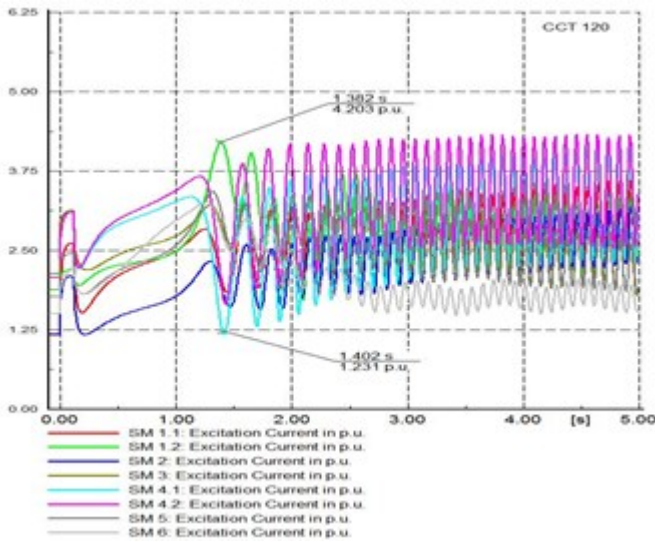 6.25
CCT 120
5.00
1.382 s
4.203 p.u.
3.75
2.50
1.25
1.402 s
1.231 p.u.
0.00
0.00 1.00 2.00 3.00 4.00 [s] 5.00
SM 1.1: Excitation Current in p.u.
SM 1.2: Excitation Current in p.u.
SM 2: Excitation Current in p.u.
SM 3: Excitation Current in p.u.
SM 4.1: Excitation Current in p.u.
SM 4.2: Excitation Current in p.u.
SM 5: Excitation Current in p.u.
SM 6: Excitation Current in p.u.